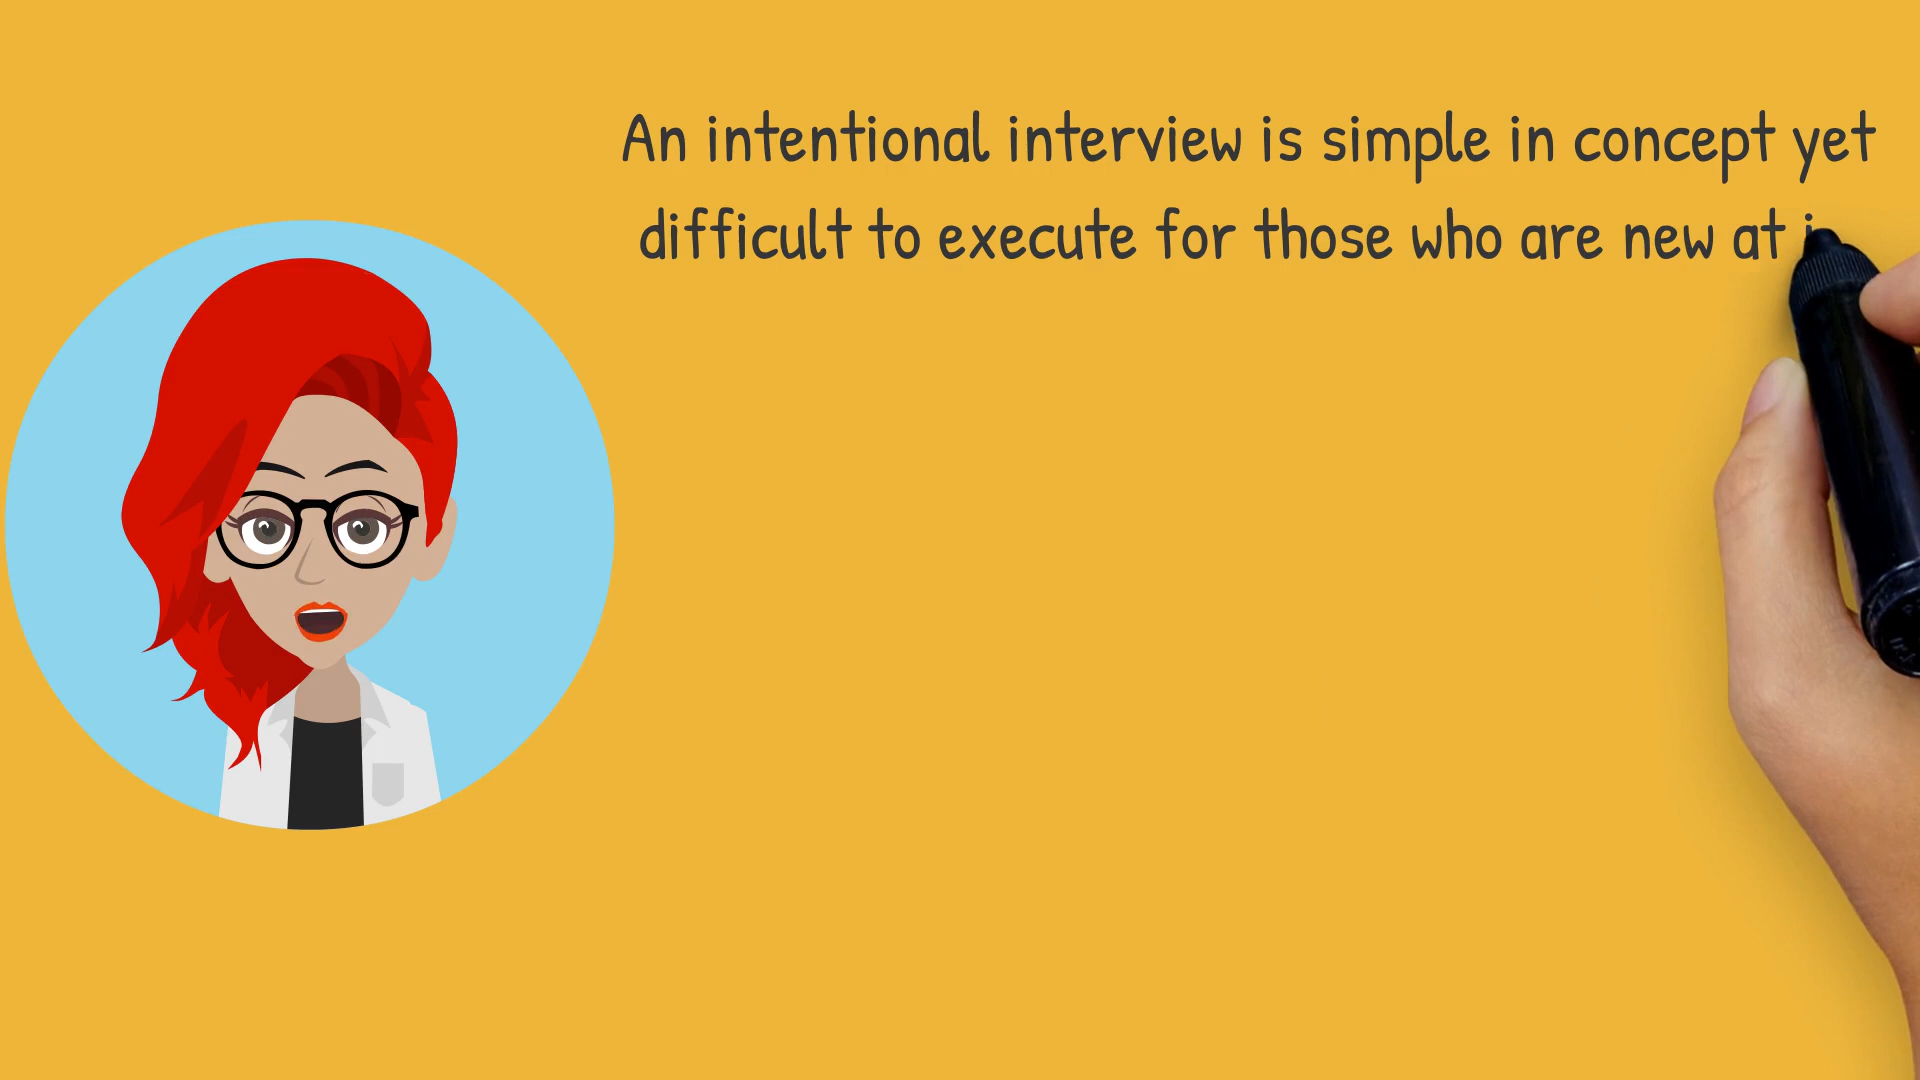 An intentional interview is simple in concept yet
difficult to execute for those who are new at